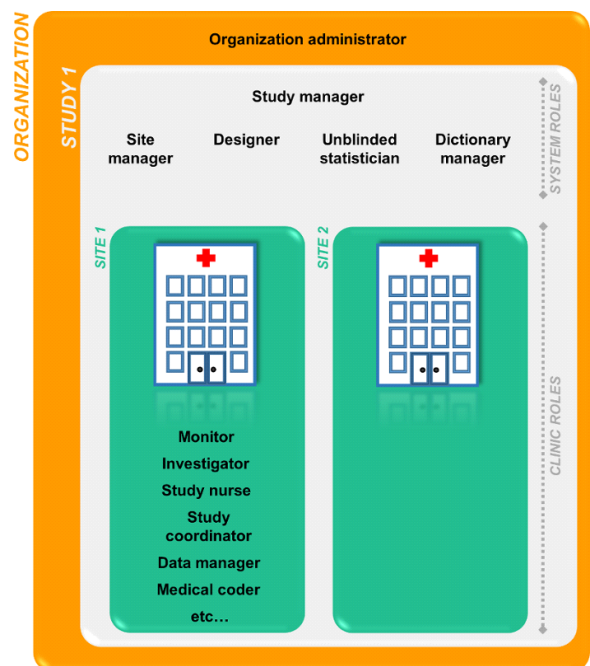 ORGANIZATION
Organization administrator
STUDY 1
Study manager
Site
manager
Designer
Unblinded
statistician
Dictionary
manager
SYSTEM ROLES
SITE 1
SITE 2
Monitor
Investigator
Study nurse
Study
coordinator
Data manager
Medical coder
etc…
CLINIC ROLES